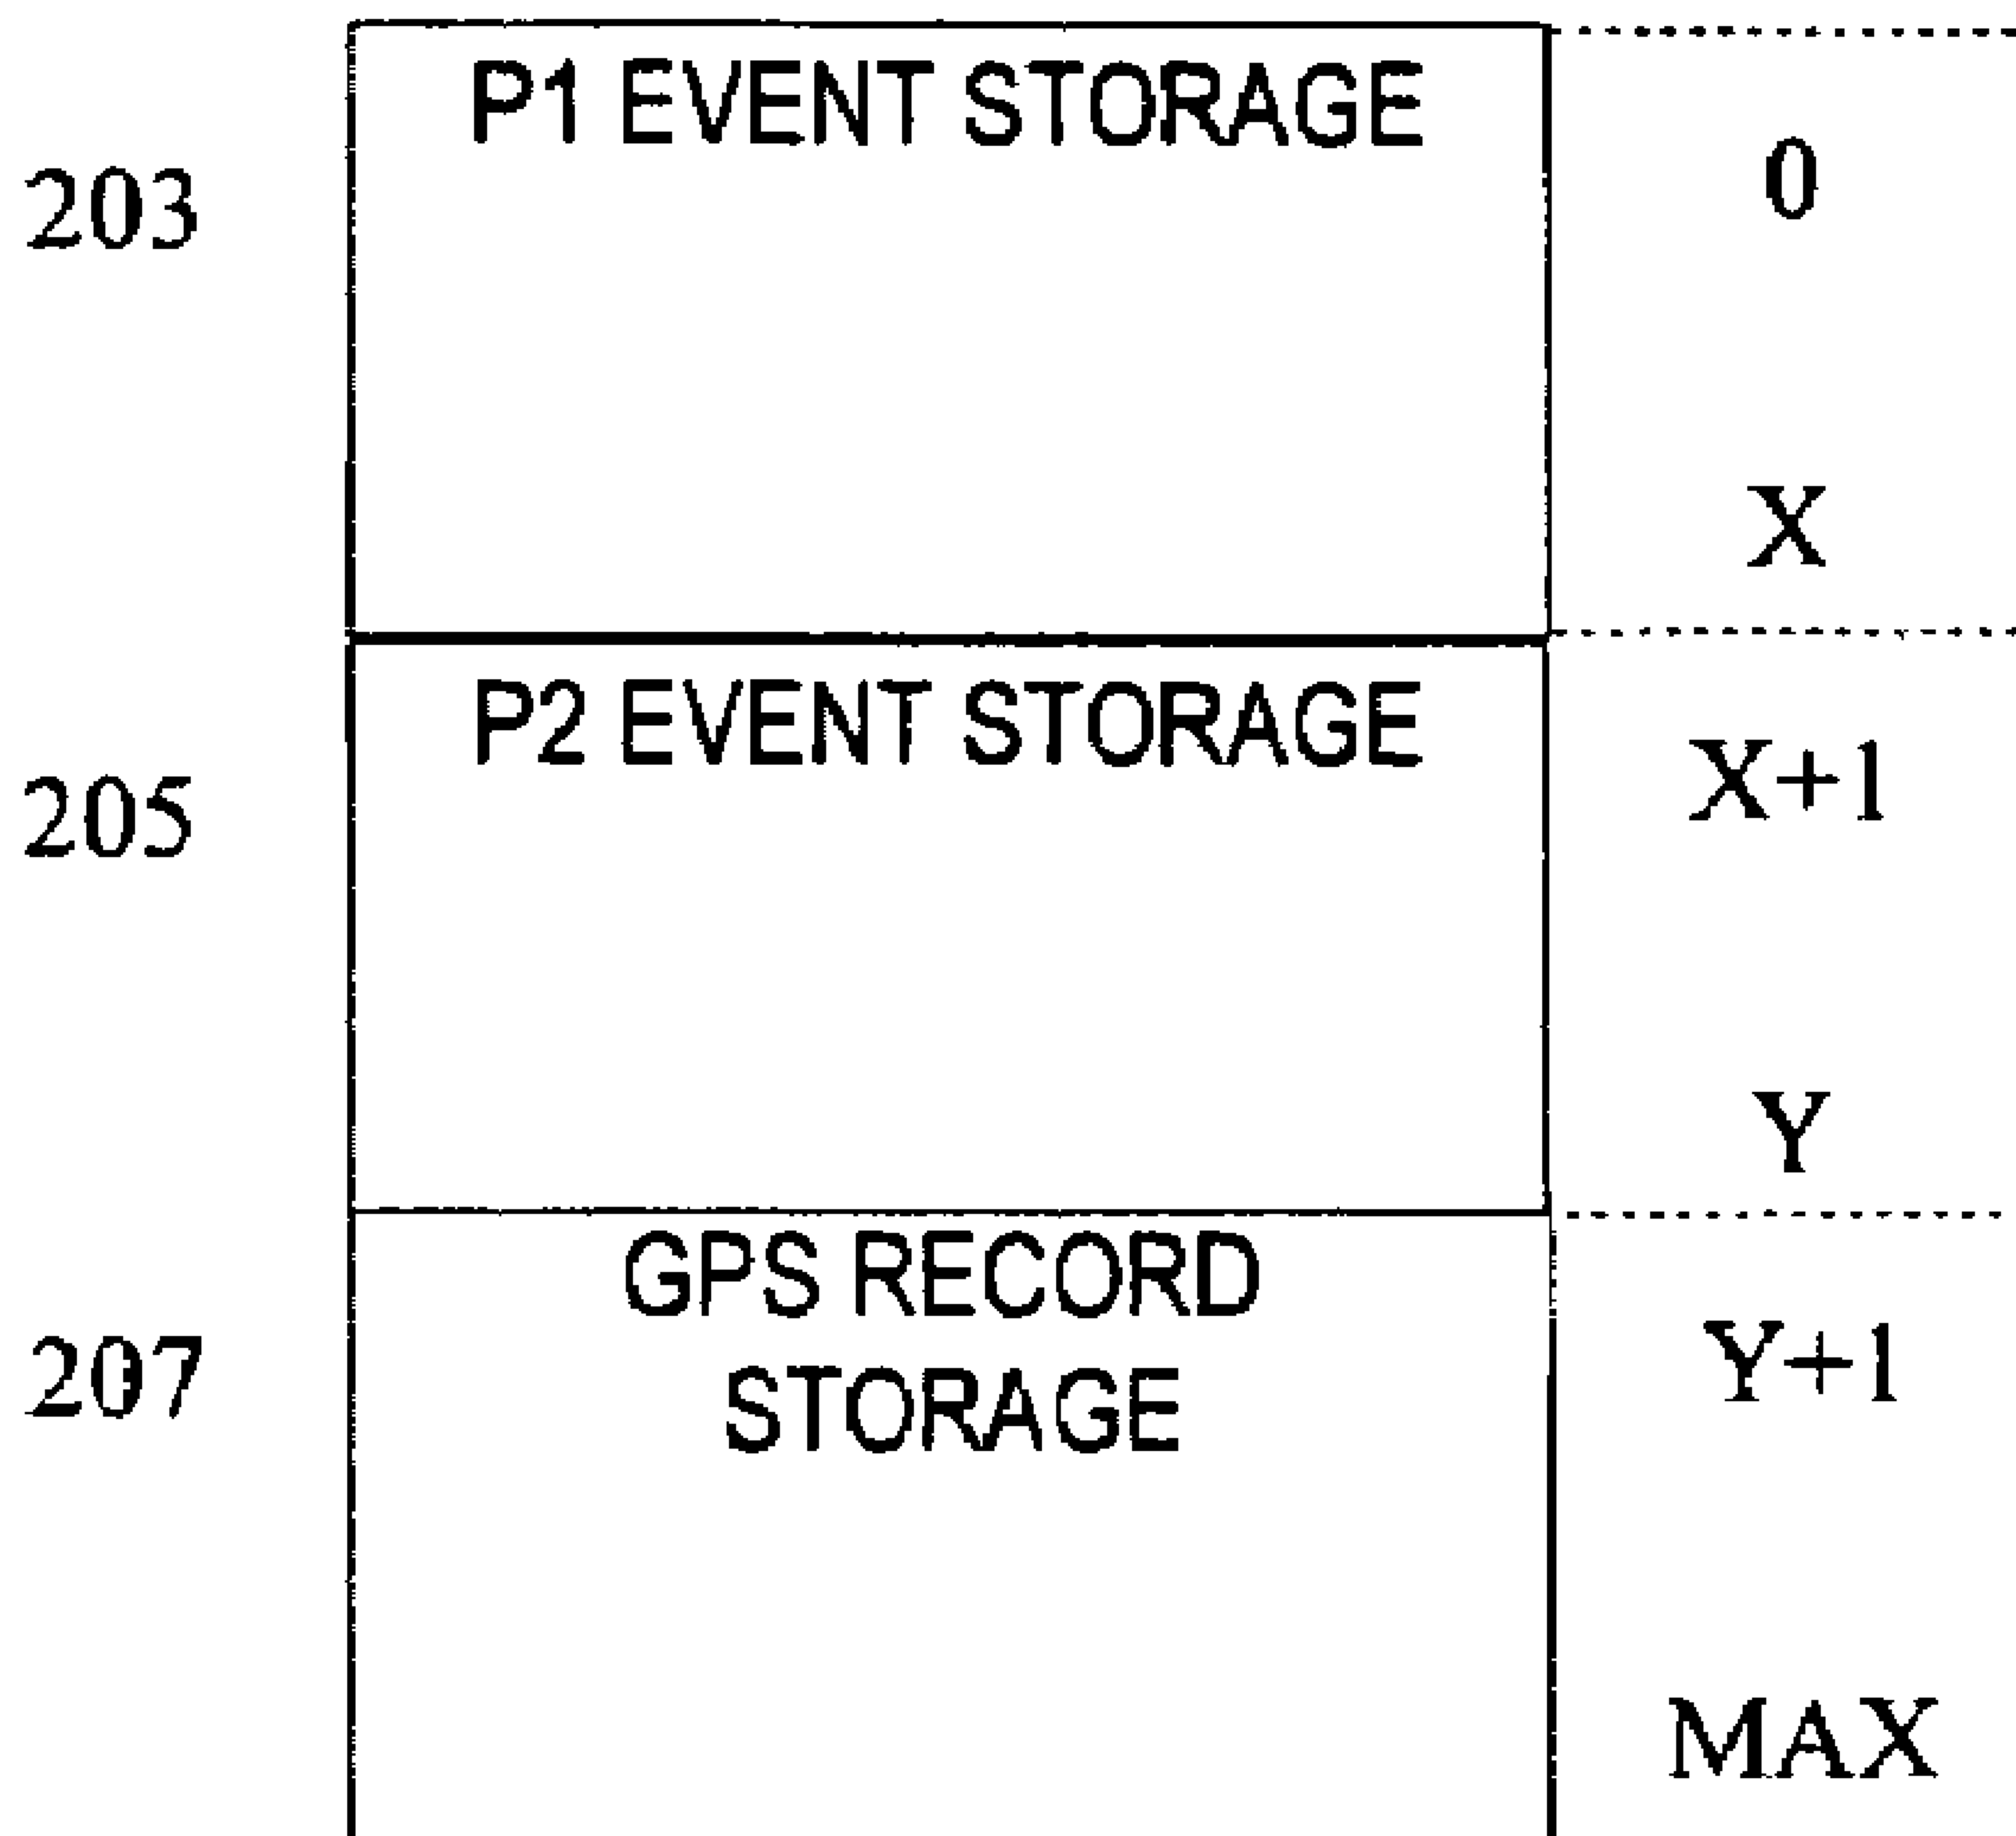 P1 EVENT STORAGE
203
0
X
P2 EVENT STORAGE
205
X+1
Y
GPS RECORD
STORAGE
207
Y+1
MAX